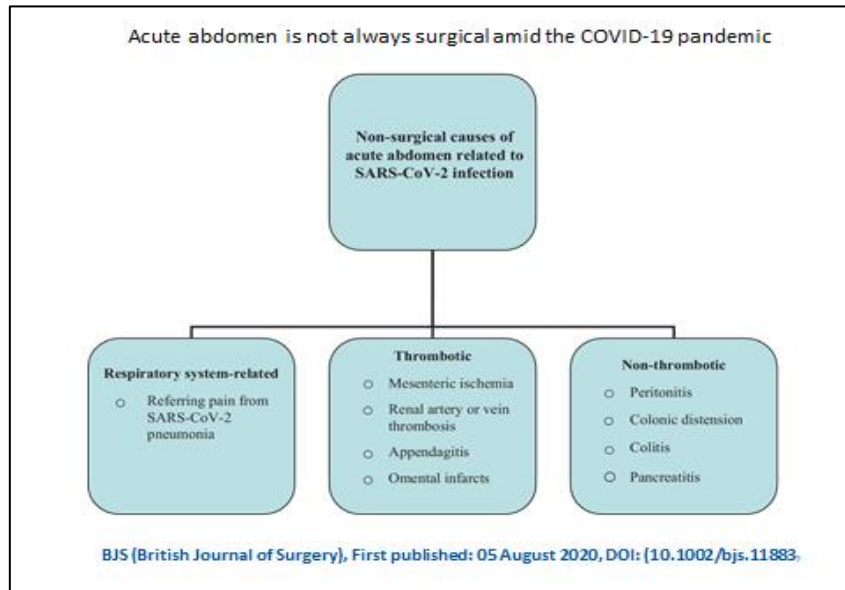 Acute abdomen is not always surgical amid the COVID-19 pandemic
Non-surgical causes of
acute abdomen related to
SARS-CoV-2 infection
Respiratory system-related
○ Referring pain from
SARS-CoV-2
pneumonia
Thrombotic
○ Mesenteric ischemia
○ Renal artery or vein
thrombosis
○ Appendagitis
○ Omental infarcts
Non-thrombotic
○ Peritonitis
○ Colonic distension
○ Colitis
○ Pancreatitis
BJS (British Journal of Surgery), First published: 05 August 2020, DOI: (10.1002/bjs.11883,